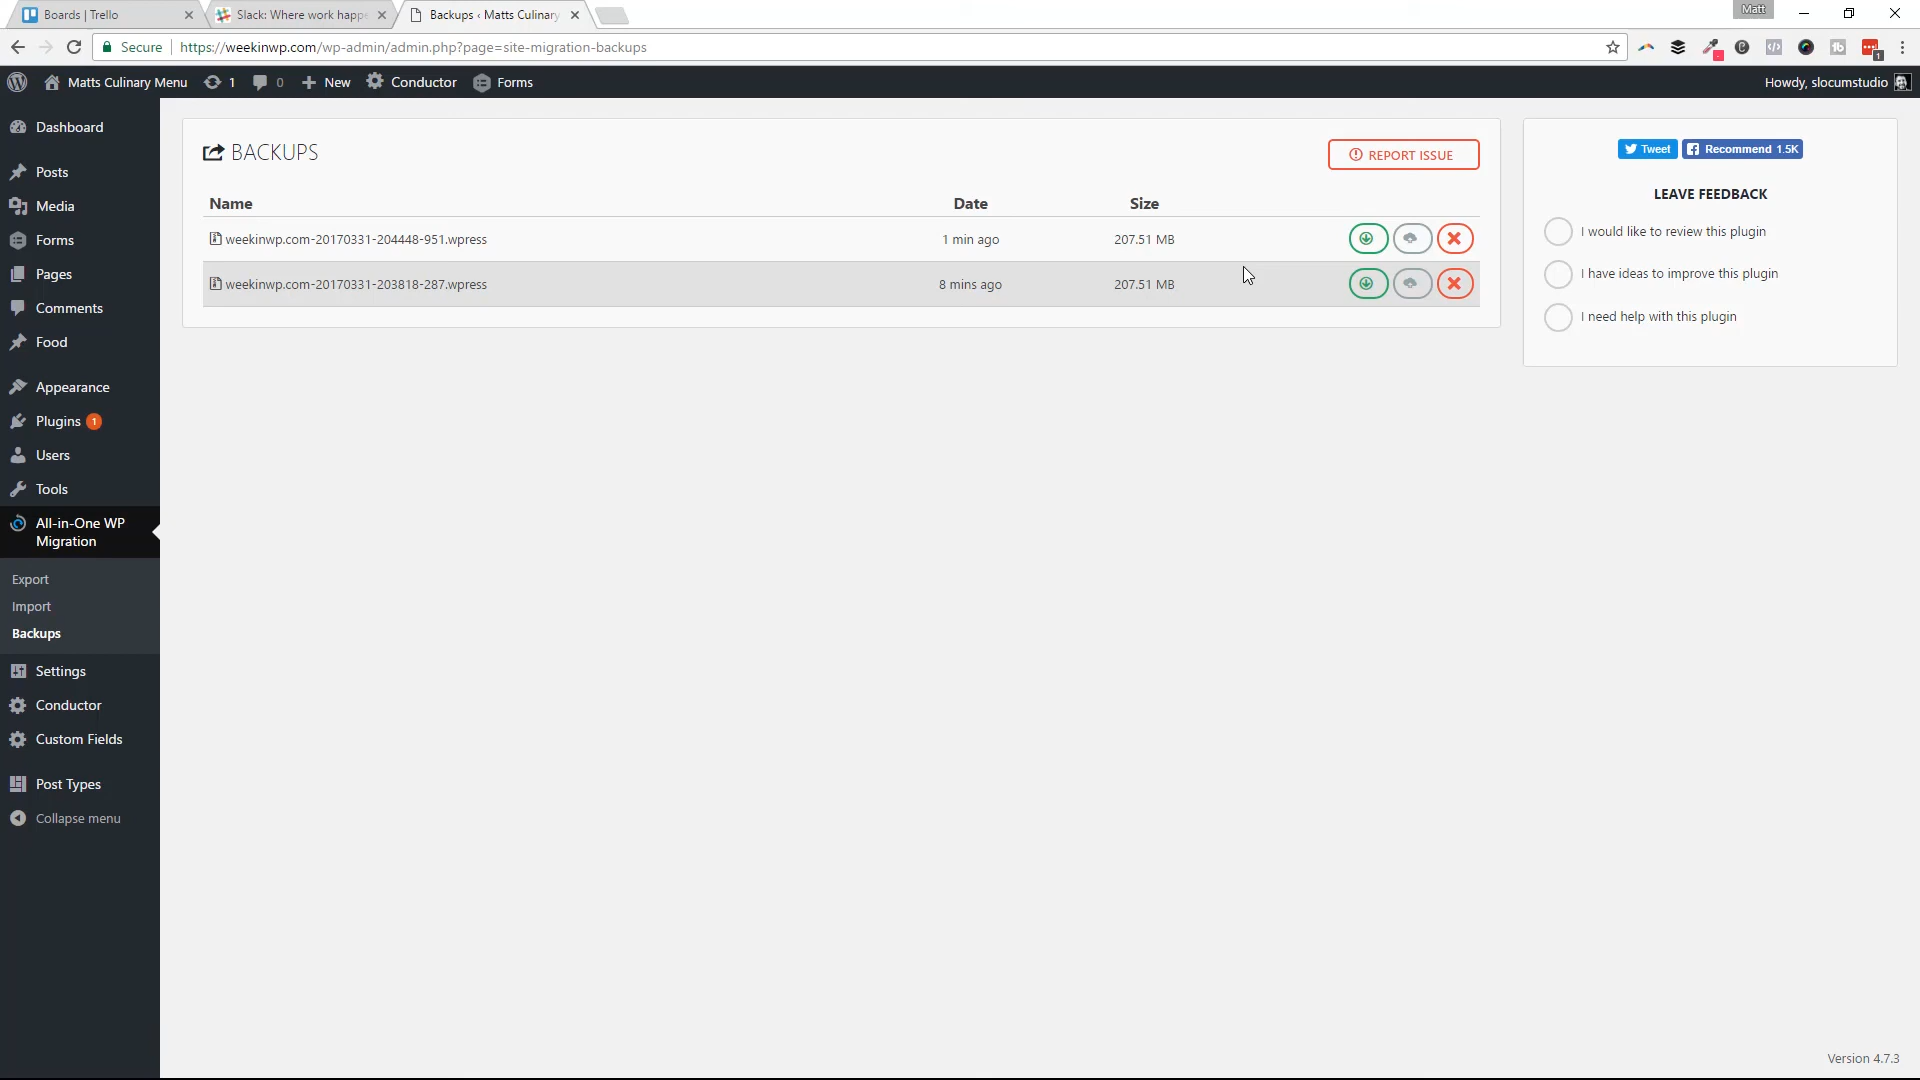 Boards | Trello
Slack: Where work happe
Backups ‹ Matts Culinary
Matt
Secure
https://weekinwp.com/wp-admin/admin.php?page=site-migration-backups
1
Matts Culinary Menu
1
0
New
Conductor
Forms
Howdy, slocumstudio
Dashboard
Posts
Media
Forms
Pages
Comments
Food
Appearance
Plugins 1
Users
Tools
All-in-One WP
Migration
Export
Import
Backups
Settings
Conductor
Custom Fields
Post Types
Collapse menu
BACKUPS
REPORT ISSUE
Name Date Size
weekinwp.com-20170331-204448-951.wpress 1 min ago 207.51 MB
weekinwp.com-20170331-203818-287.wpress 8 mins ago 207.51 MB
Tweet
Recommend 1.5K
LEAVE FEEDBACK
I would like to review this plugin
I have ideas to improve this plugin
I need help with this plugin
Version 4.7.3